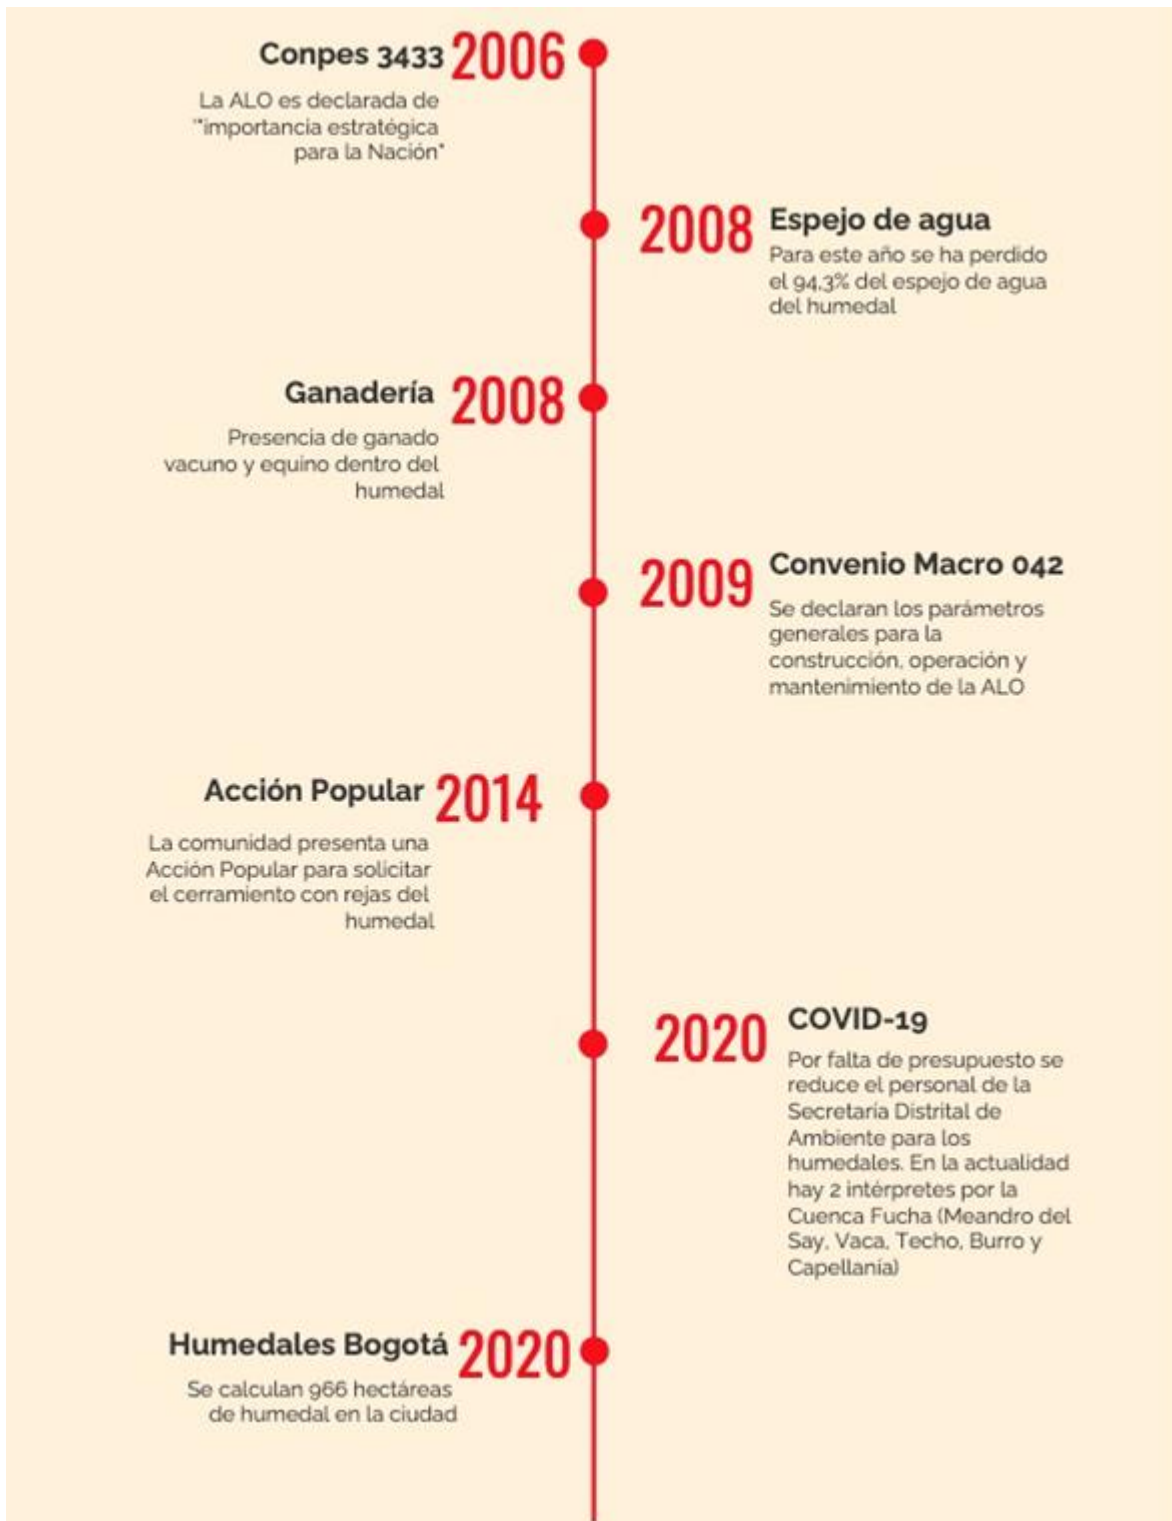 Conpes 3433 2006
La ALO es declarada de
"importancia estratégica
para la Nación"
2008 Espejo de agua
Para este año se ha perdido
el 94,3% del espejo de agua
del humedal
Ganadería 2008
Presencia de ganado
vacuno y equino dentro del
humedal
2009 Convenio Macro 042
Se declaran los parámetros
generales para la
construcción, operación y
mantenimiento de la ALO
Acción Popular 2014
La comunidad presenta una
Acción Popular para solicitar
el cerramiento con rejas del
humedal
2020 COVID-19
Por falta de presupuesto se
reduce el personal de la
Secretaría Distrital de
Ambiente para los
humedales. En la actualidad
hay 2 intérpretes por la
Cuenca Fucha (Meandro del
Say, Vaca, Techo, Burro y
Capellanía)
Humedales Bogotá 2020
Se calculan 966 hectáreas
de humedal en la ciudad